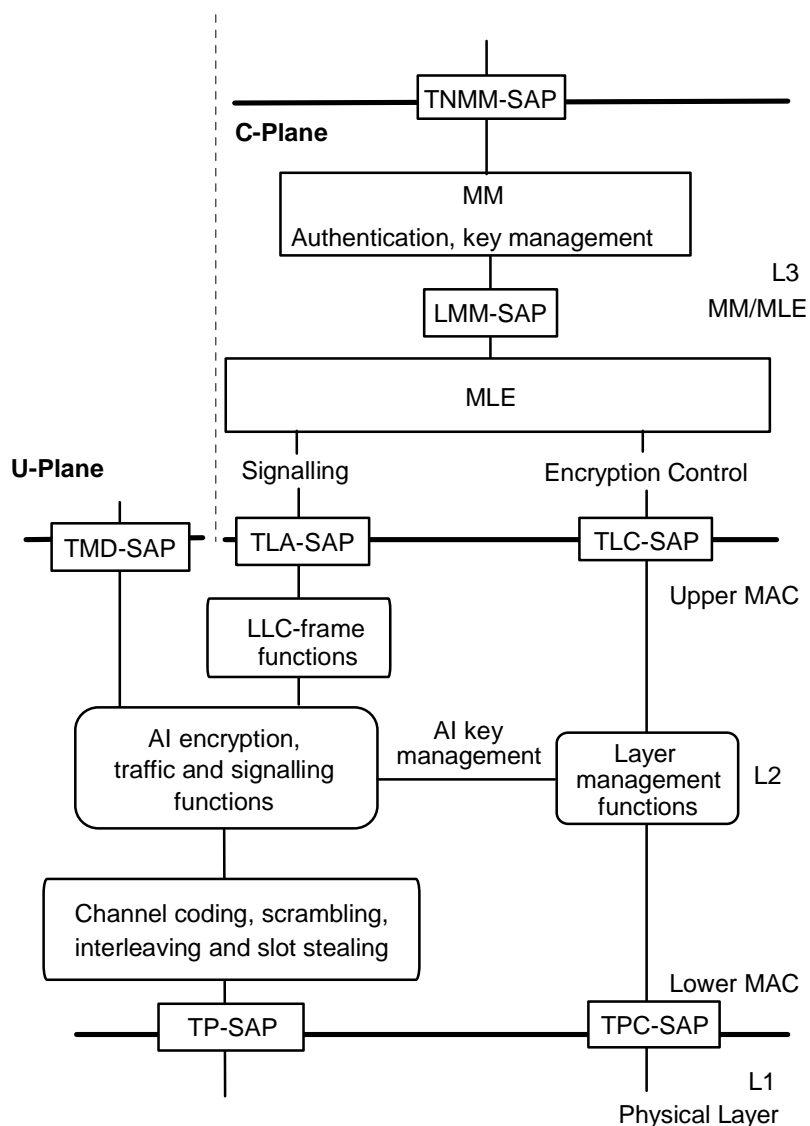 TNMM-SAP
C-Plane
MM
Authentication, key management
L3
MM/MLE
LMM-SAP
MLE
U-Plane
Signalling
Encryption Control
TMD-SAP
TLA-SAP
TLC-SAP
Upper MAC
LLC-frame
functions
AI encryption,
traffic and signalling
functions
AI key
management
Layer
management
functions
L2
Channel coding, scrambling,
interleaving and slot stealing
Lower MAC
TP-SAP
TPC-SAP
L1
Physical Layer